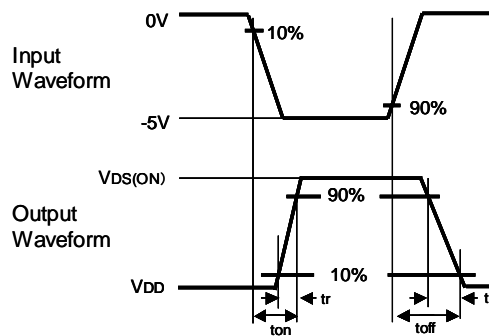 0V
10%
Input
Waveform
90%
-5V
VDS(ON)
90%
Output
Waveform
10%
VDD
tr
t
ton
toff